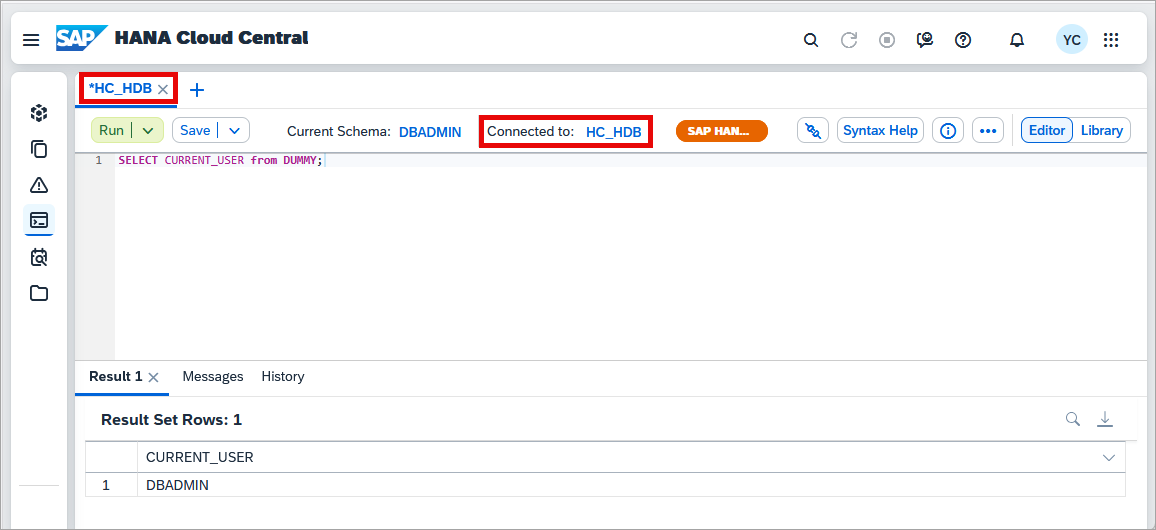 SAP HANA Cloud Central
YC
*HC_HDB
Run Save Current Schema: DBADMIN Connected to: HC_HDB SAP HAN... Syntax Help Editor Library
1 SELECT CURRENT_USER from DUMMY;
Result 1 Messages History
Result Set Rows: 1
CURRENT_USER
1 DBADMIN